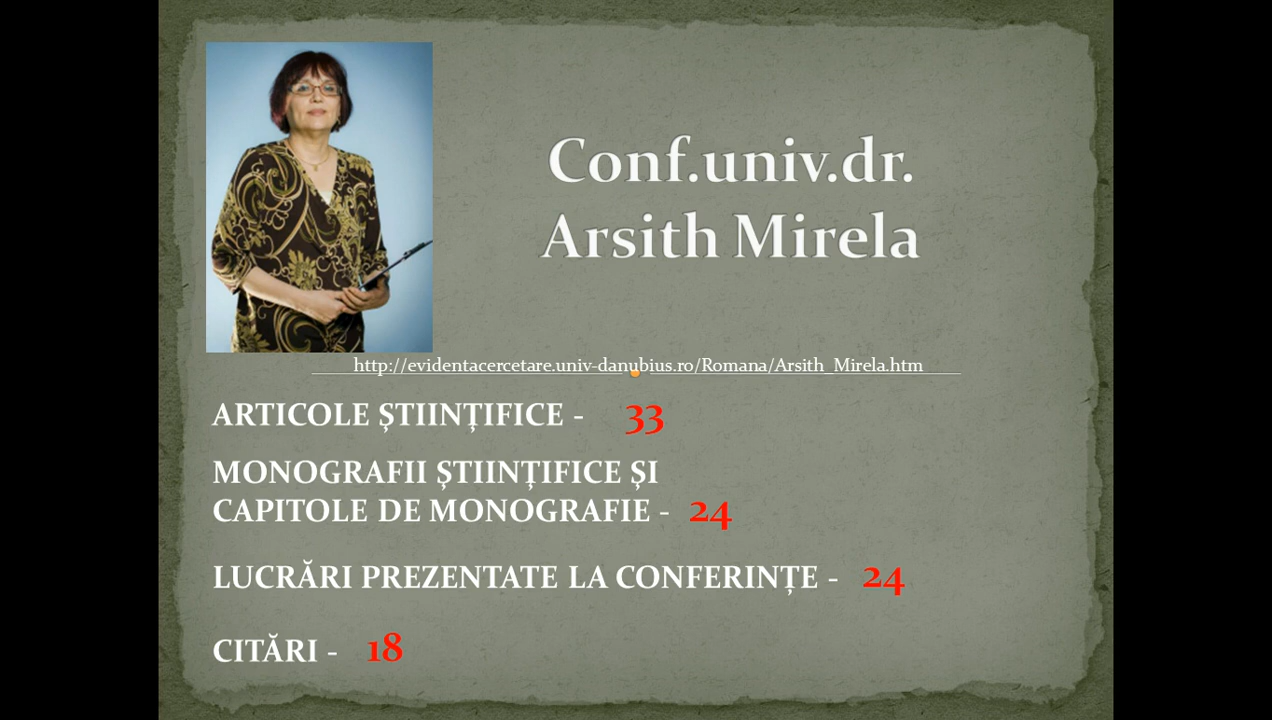 Conf.univ.dr.
Arsith Mirela
http://evidentacercetare.univ-danubius.ro/Romana/Arsith_Mirela.htm
ARTICOLE ȘTIINȚIFICE - 33
MONOGRAFII ȘTIINȚIFICE ȘI
CAPITOLE DE MONOGRAFIE - 24
LUCRĂRI PREZENTATE LA CONFERINȚE - 24
CITĂRI - 18